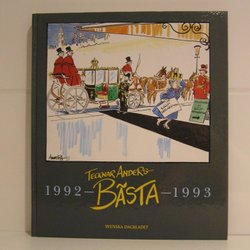 TECKNAR ANDERS
1992– BÄSTA –1993
SVENSKA DAGBLADET